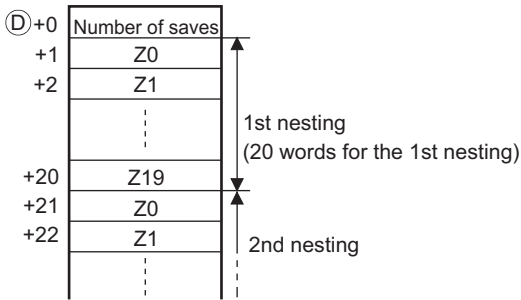 Ⓓ+0 Number of saves
+1 Z0
+2 Z1
1st nesting
(20 words for the 1st nesting)
+20 Z19
+21 Z0
+22 Z1
2nd nesting